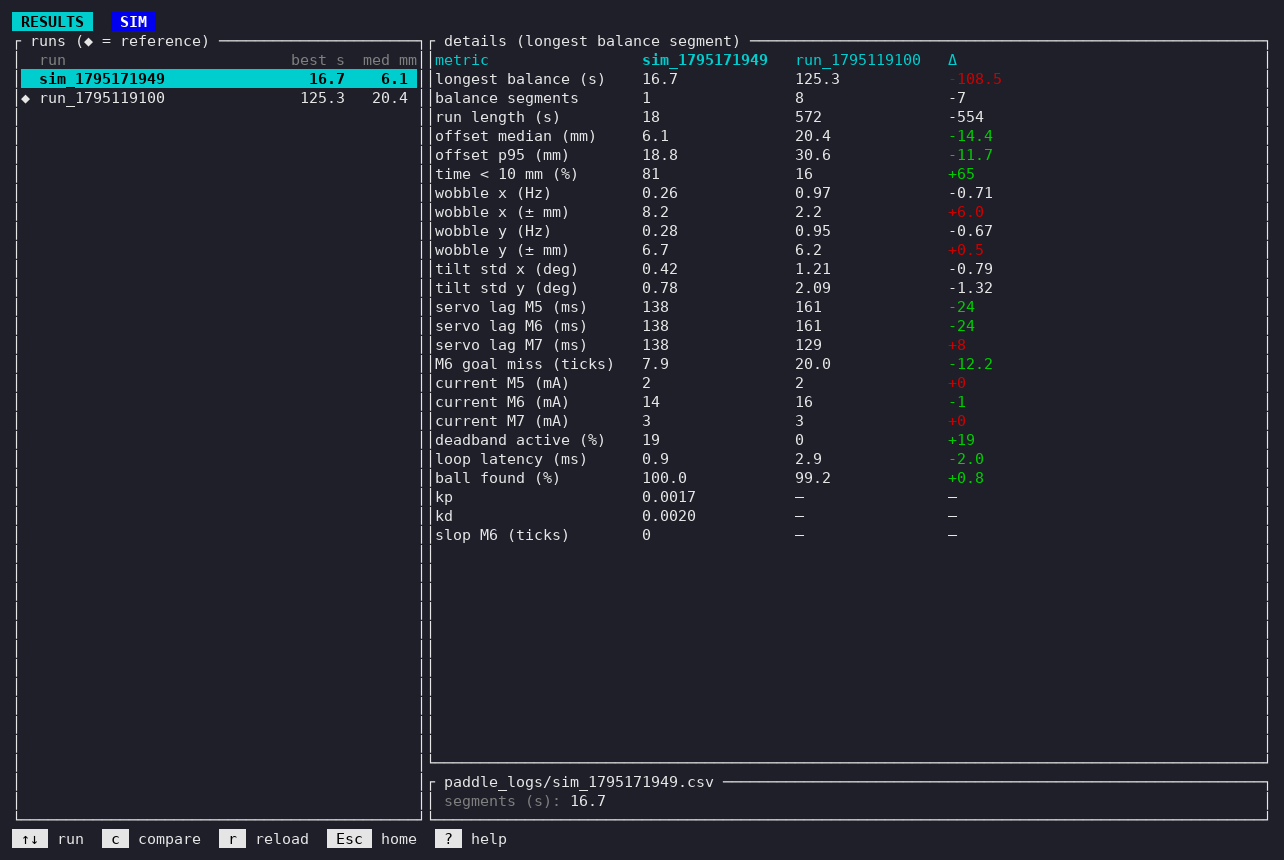 RESULTS SIM
runs (◆ = reference) details (longest balance segment)
run best s med mm metric sim_1795171949 run_1795119100 Δ
sim_1795171949 16.7 6.1 longest balance (s) 16.7 125.3 -108.5
◆ run_1795119100 125.3 20.4 balance segments 1 8 -7
run length (s) 18 572 -554
offset median (mm) 6.1 20.4 -14.4
offset p95 (mm) 18.8 30.6 -11.7
time < 10 mm (%) 81 16 +65
wobble x (Hz) 0.26 0.97 -0.71
wobble x (± mm) 8.2 2.2 +6.0
wobble y (Hz) 0.28 0.95 -0.67
wobble y (± mm) 6.7 6.2 +0.5
tilt std x (deg) 0.42 1.21 -0.79
tilt std y (deg) 0.78 2.09 -1.32
servo lag M5 (ms) 138 161 -24
servo lag M6 (ms) 138 161 -24
servo lag M7 (ms) 138 129 +8
M6 goal miss (ticks) 7.9 20.0 -12.2
current M5 (mA) 2 2 +0
current M6 (mA) 14 16 -1
current M7 (mA) 3 3 +0
deadband active (%) 19 0 +19
loop latency (ms) 0.9 2.9 -2.0
ball found (%) 100.0 99.2 +0.8
kp 0.0017 — —
kd 0.0020 — —
slop M6 (ticks) 0 — —
paddle_logs/sim_1795171949.csv
segments (s): 16.7
↑↓ run c compare r reload Esc home ? help